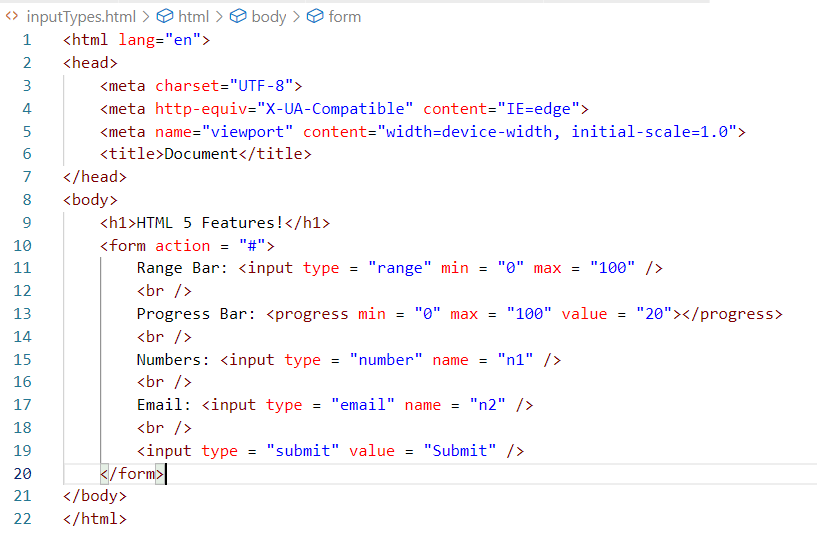 inputTypes.html > html > body > form
1 <html lang="en">
2 <head>
3     <meta charset="UTF-8">
4     <meta http-equiv="X-UA-Compatible" content="IE=edge">
5     <meta name="viewport" content="width=device-width, initial-scale=1.0">
6     <title>Document</title>
7 </head>
8 <body>
9     <h1>HTML 5 Features!</h1>
10     <form action = "#">
11         Range Bar: <input type = "range" min = "0" max = "100" />
12         <br />
13         Progress Bar: <progress min = "0" max = "100" value = "20"></progress>
14         <br />
15         Numbers: <input type = "number" name = "n1" />
16         <br />
17         Email: <input type = "email" name = "n2" />
18         <br />
19         <input type = "submit" value = "Submit" />
20     </form>
21 </body>
22 </html>